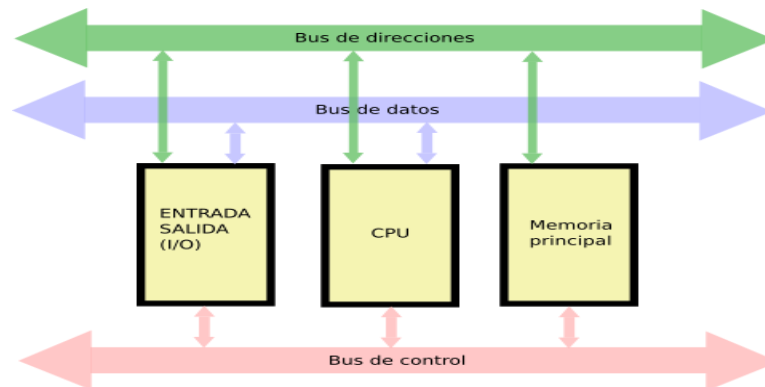 Bus de direcciones
Bus de datos
ENTRADA
SALIDA
(I/O)
CPU
Memoria
principal
Bus de control